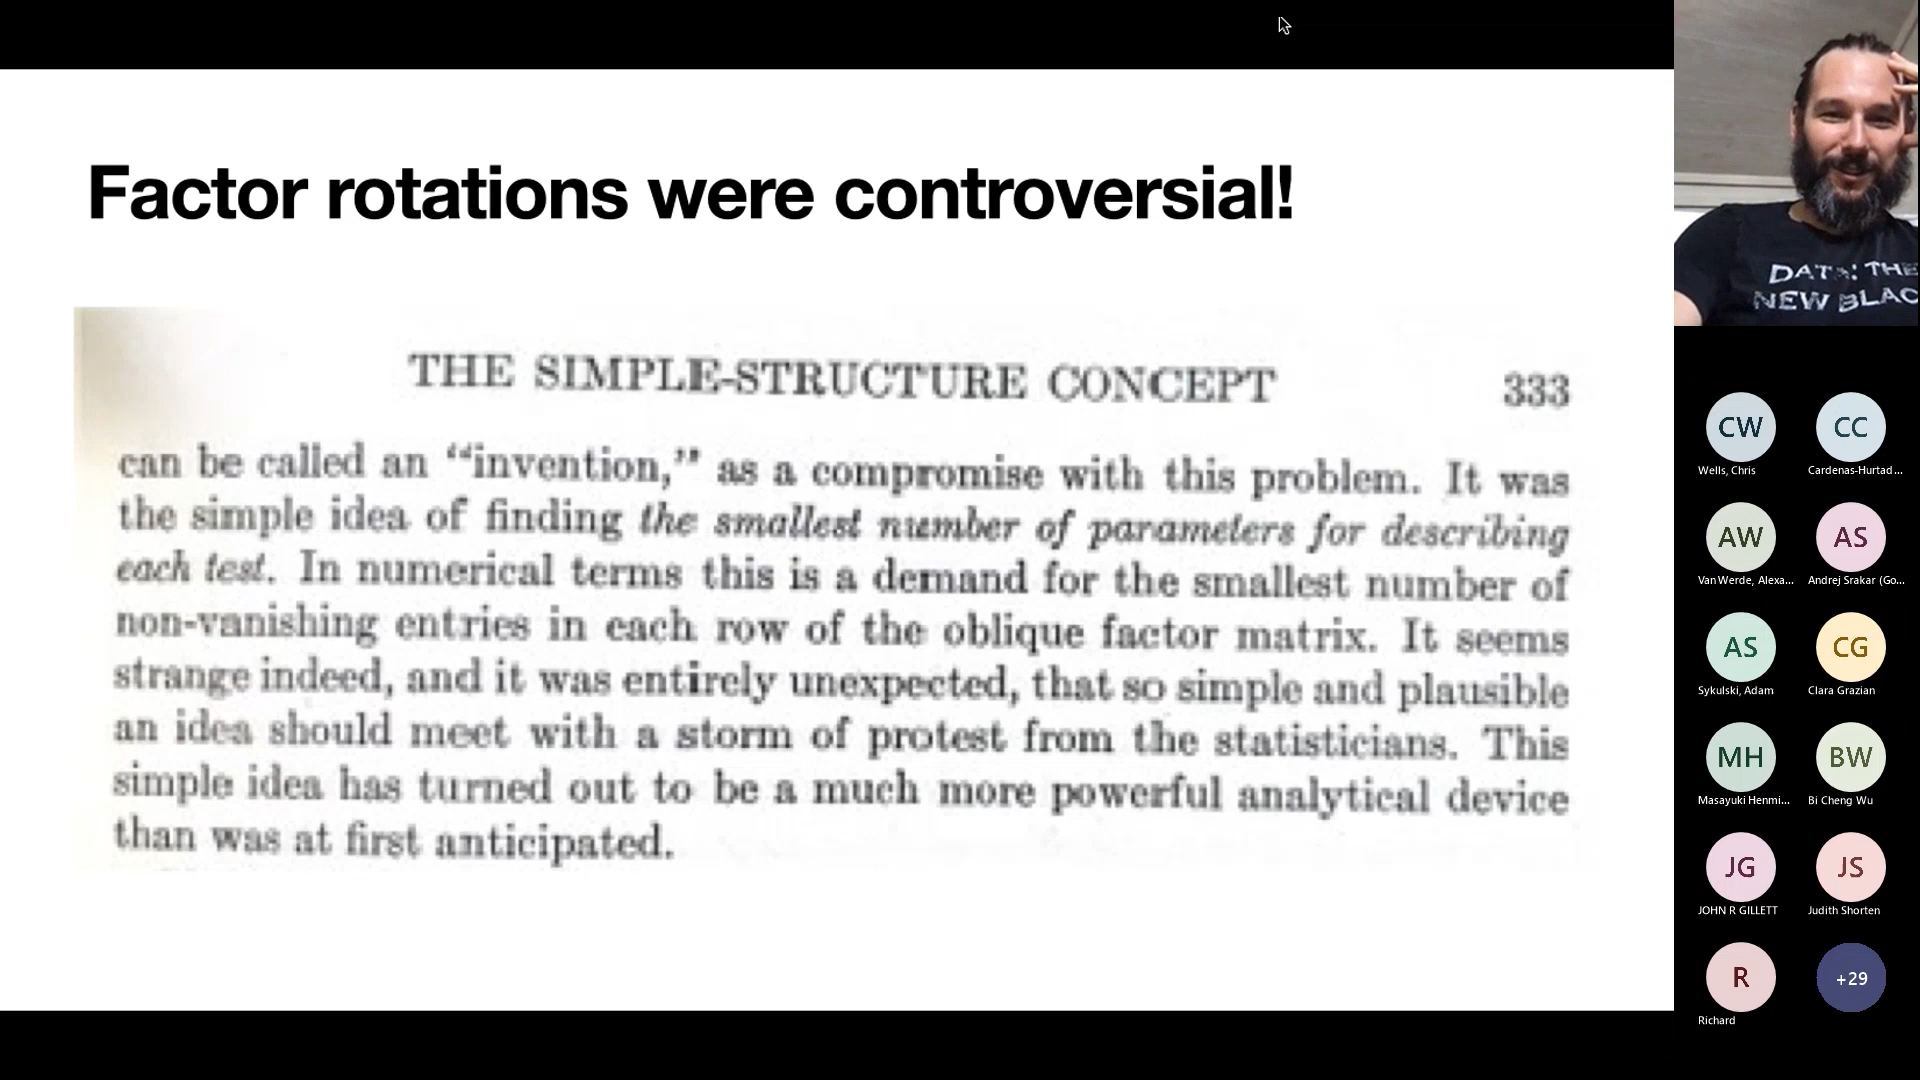 Factor rotations were controversial!
THE SIMPLE-STRUCTURE CONCEPT 333
can be called an “invention,” as a compromise with this problem. It was
the simple idea of finding the smallest number of parameters for describing
each test. In numerical terms this is a demand for the smallest number of
non-vanishing entries in each row of the oblique factor matrix. It seems
strange indeed, and it was entirely unexpected, that so simple and plausible
an idea should meet with a storm of protest from the statisticians. This
simple idea has turned out to be a much more powerful analytical device
than was at first anticipated.
DATA: THE
NEW BLAC
CW CC
Wells, Chris Cardenas-Hurtad...
AW AS
Van Werde, Alexa... Andrej Srakar (Go...
AS CG
Sykulski, Adam Clara Grazian
MH BW
Masayuki Henmi... Bi Cheng Wu
JG JS
JOHN R GILLETT Judith Shorten
R +29
Richard